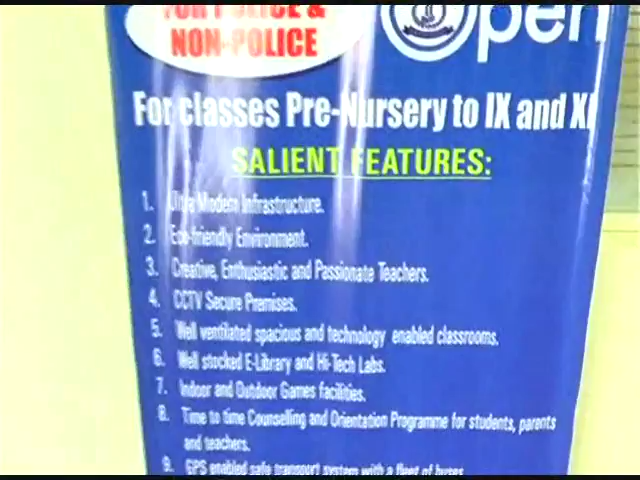 FOR POLICE &
NON-POLICE
Open
For classes Pre-Nursery to IX and XI
SALIENT FEATURES:
1. Ultra Modern Infrastructure.
2. Eco-friendly Environment.
3. Creative, Enthusiastic and Passionate Teachers.
4. CCTV Secure Premises.
5. Well ventilated spacious and technology enabled classrooms.
6. Well stocked E-Library and Hi-Tech Labs.
7. Indoor and Outdoor Games facilities.
8. Time to time Counselling and Orientation Programme for students, parents
and teachers.
9. GPS enabled safe transport system with a fleet of buses